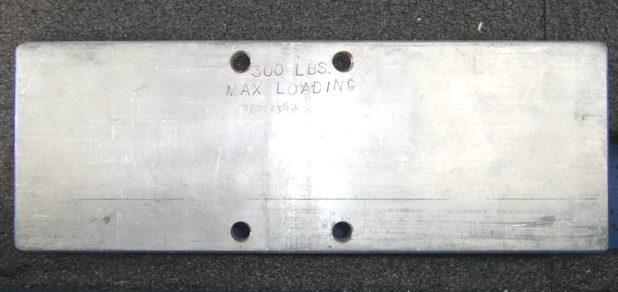 300 LBS.
MAX LOADING